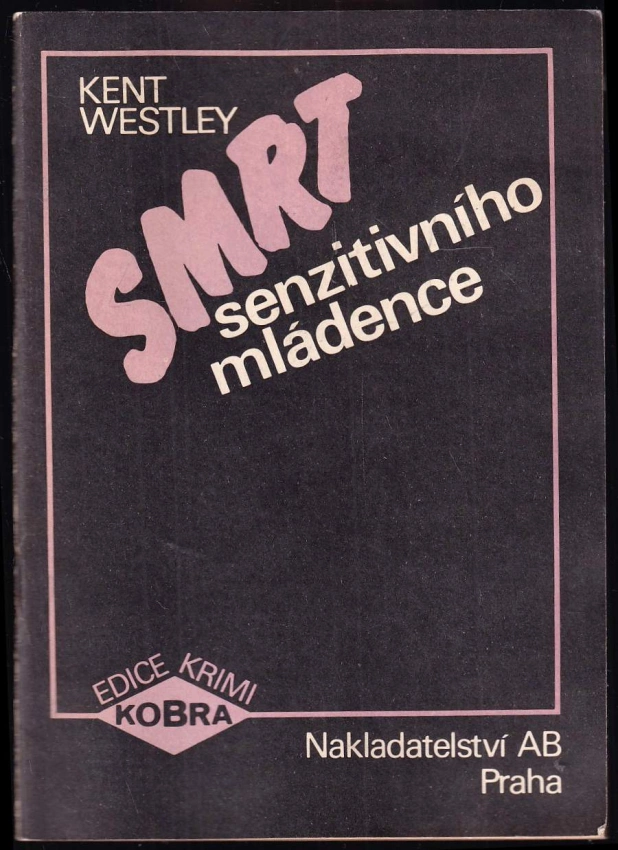 KENT
WESTLEY
SMRT
senzitivního
mládence
EDICE KRIMI
KOBRA
Nakladatelství AB
Praha